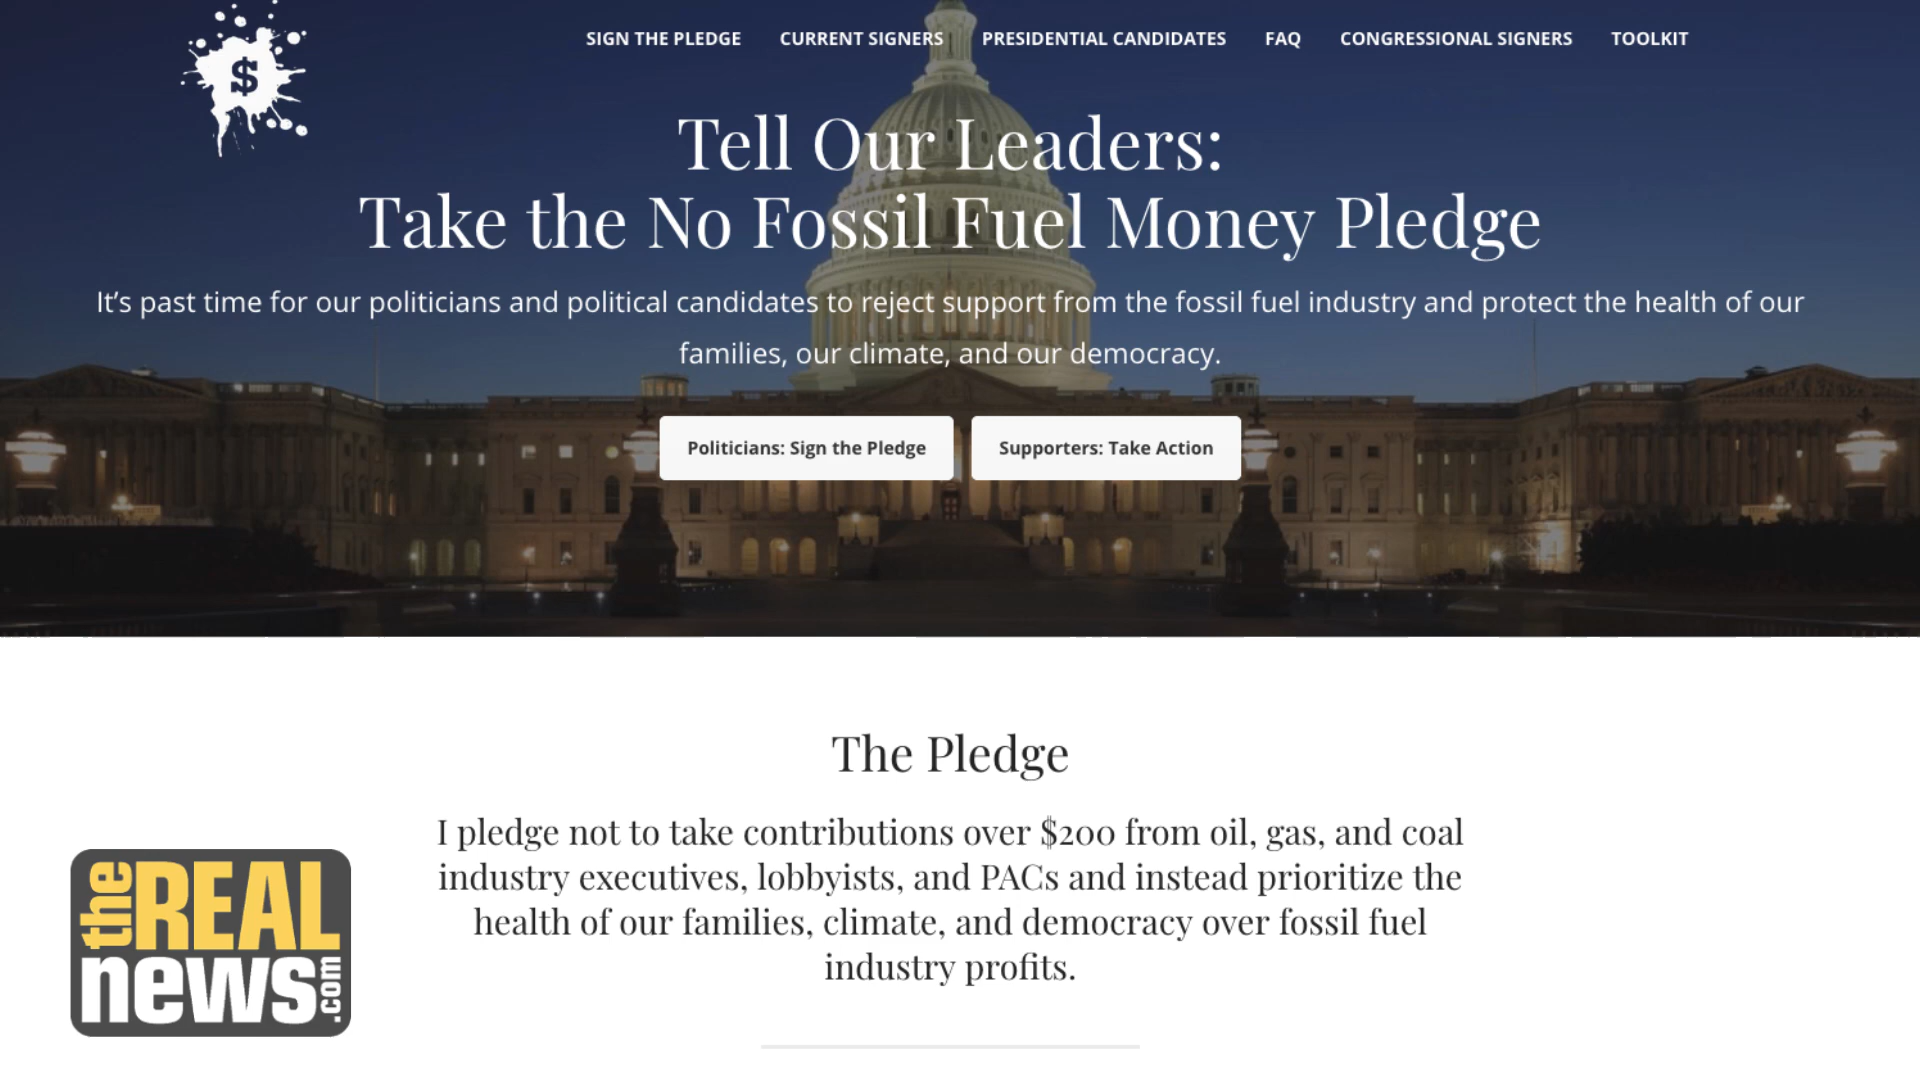 $
SIGN THE PLEDGE CURRENT SIGNERS PRESIDENTIAL CANDIDATES FAQ CONGRESSIONAL SIGNERS TOOLKIT
Tell Our Leaders:
Take the No Fossil Fuel Money Pledge
It’s past time for our politicians and political candidates to reject support from the fossil fuel industry and protect the health of our
families, our climate, and our democracy.
Politicians: Sign the Pledge Supporters: Take Action
The Pledge
I pledge not to take contributions over $200 from oil, gas, and coal
industry executives, lobbyists, and PACs and instead prioritize the
health of our families, climate, and democracy over fossil fuel
industry profits.
the REAL
news.com